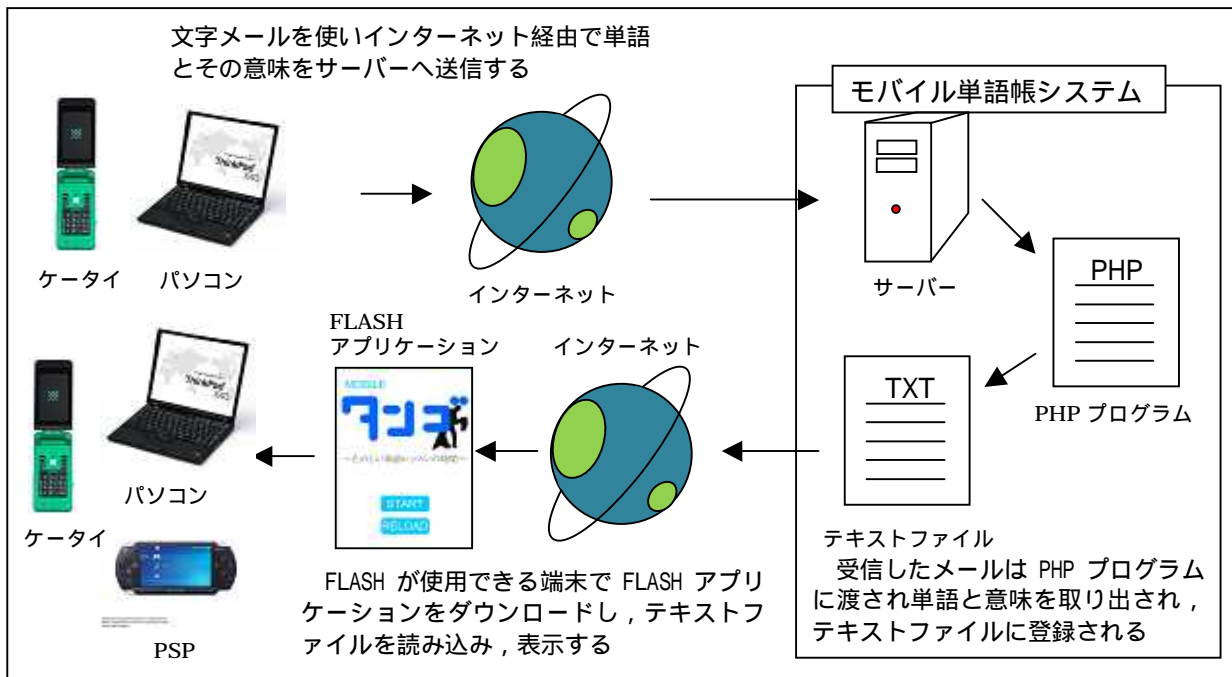 文字メールを使いインターネット経由で単語
とその意味をサーバーへ送信する
モバイル単語帳システム
ThinkPad
ケータイ
パソコン
インターネット
サーバー
PHP
PHP プログラム
FLASH
アプリケーション
インターネット
ThinkPad
MOBILE
タンゴ
START
RELOAD
TXT
パソコン
ケータイ
テキストファイル
受信したメールは PHP プログラム
に渡され単語と意味を取り出され，
テキストファイルに登録される
FLASH が使用できる端末で FLASH アプリ
ケーションをダウンロードし，テキストフ
ァイルを読み込み，表示する
PSP